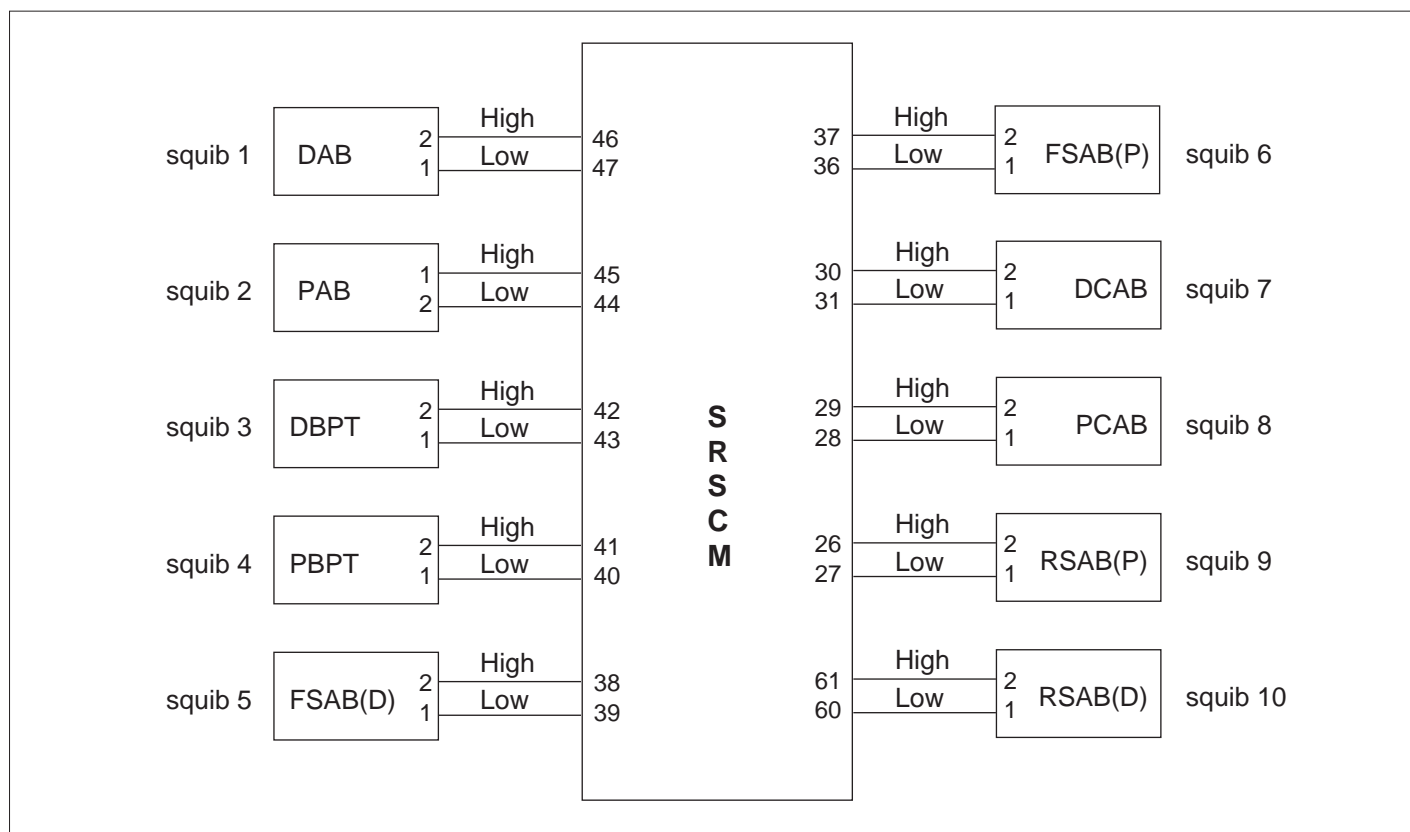 squib 1 DAB 2 High 46
1 Low 47
squib 2 PAB 1 High 45
2 Low 44
squib 3 DBPT 2 High 42
1 Low 43
squib 4 PBPT 2 High 41
1 Low 40
squib 5 FSAB(D) 2 High 38
1 Low 39
S
R
S
C
M
37 High 2 FSAB(P) squib 6
36 Low 1
30 High 2 DCAB squib 7
31 Low 1
29 High 2 PCAB squib 8
28 Low 1
26 High 2 RSAB(P) squib 9
27 Low 1
61 High 2 RSAB(D) squib 10
60 Low 1